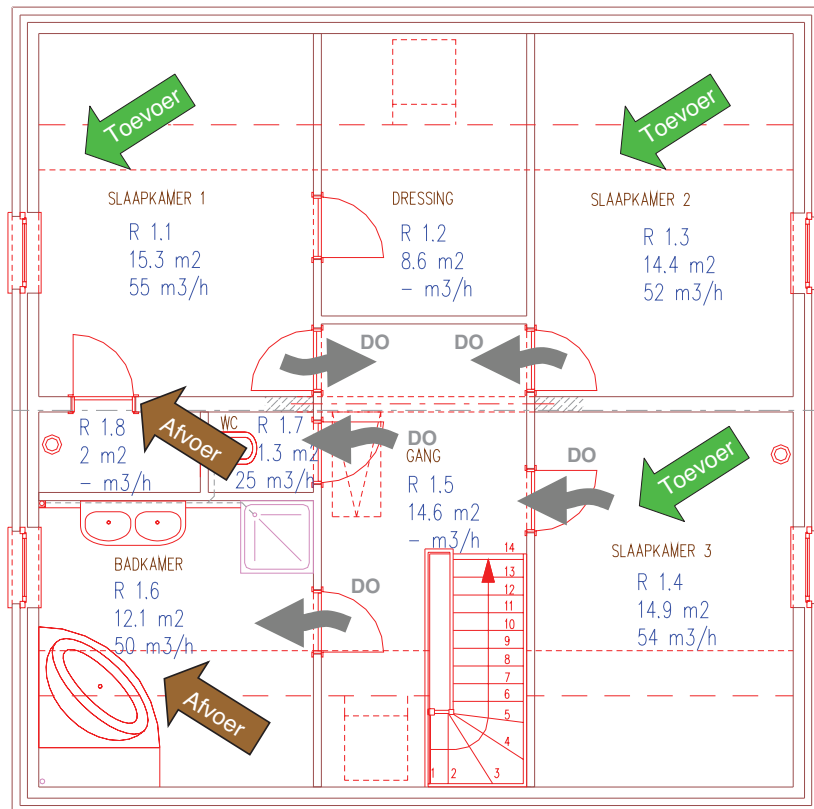 Toevoer
Toevoer
SLAAPKAMER 1
R 1.1
15.3 m2
55 m3/h
DRESSING
R 1.2
8.6 m2
- m3/h
SLAAPKAMER 2
R 1.3
14.4 m2
52 m3/h
DO
DO
R 1.8
2 m2
- m3/h
Afvoer
WC
R 1.7
1.3 m2
25 m3/h
DO
GANG
R 1.5
14.6 m2
- m3/h
DO
Toevoer
SLAAPKAMER 3
R 1.4
14.9 m2
54 m3/h
BADKAMER
R 1.6
12.1 m2
50 m3/h
DO
Afvoer
14
13
12
11
10
9
8
7
6
5
4
3
2
1